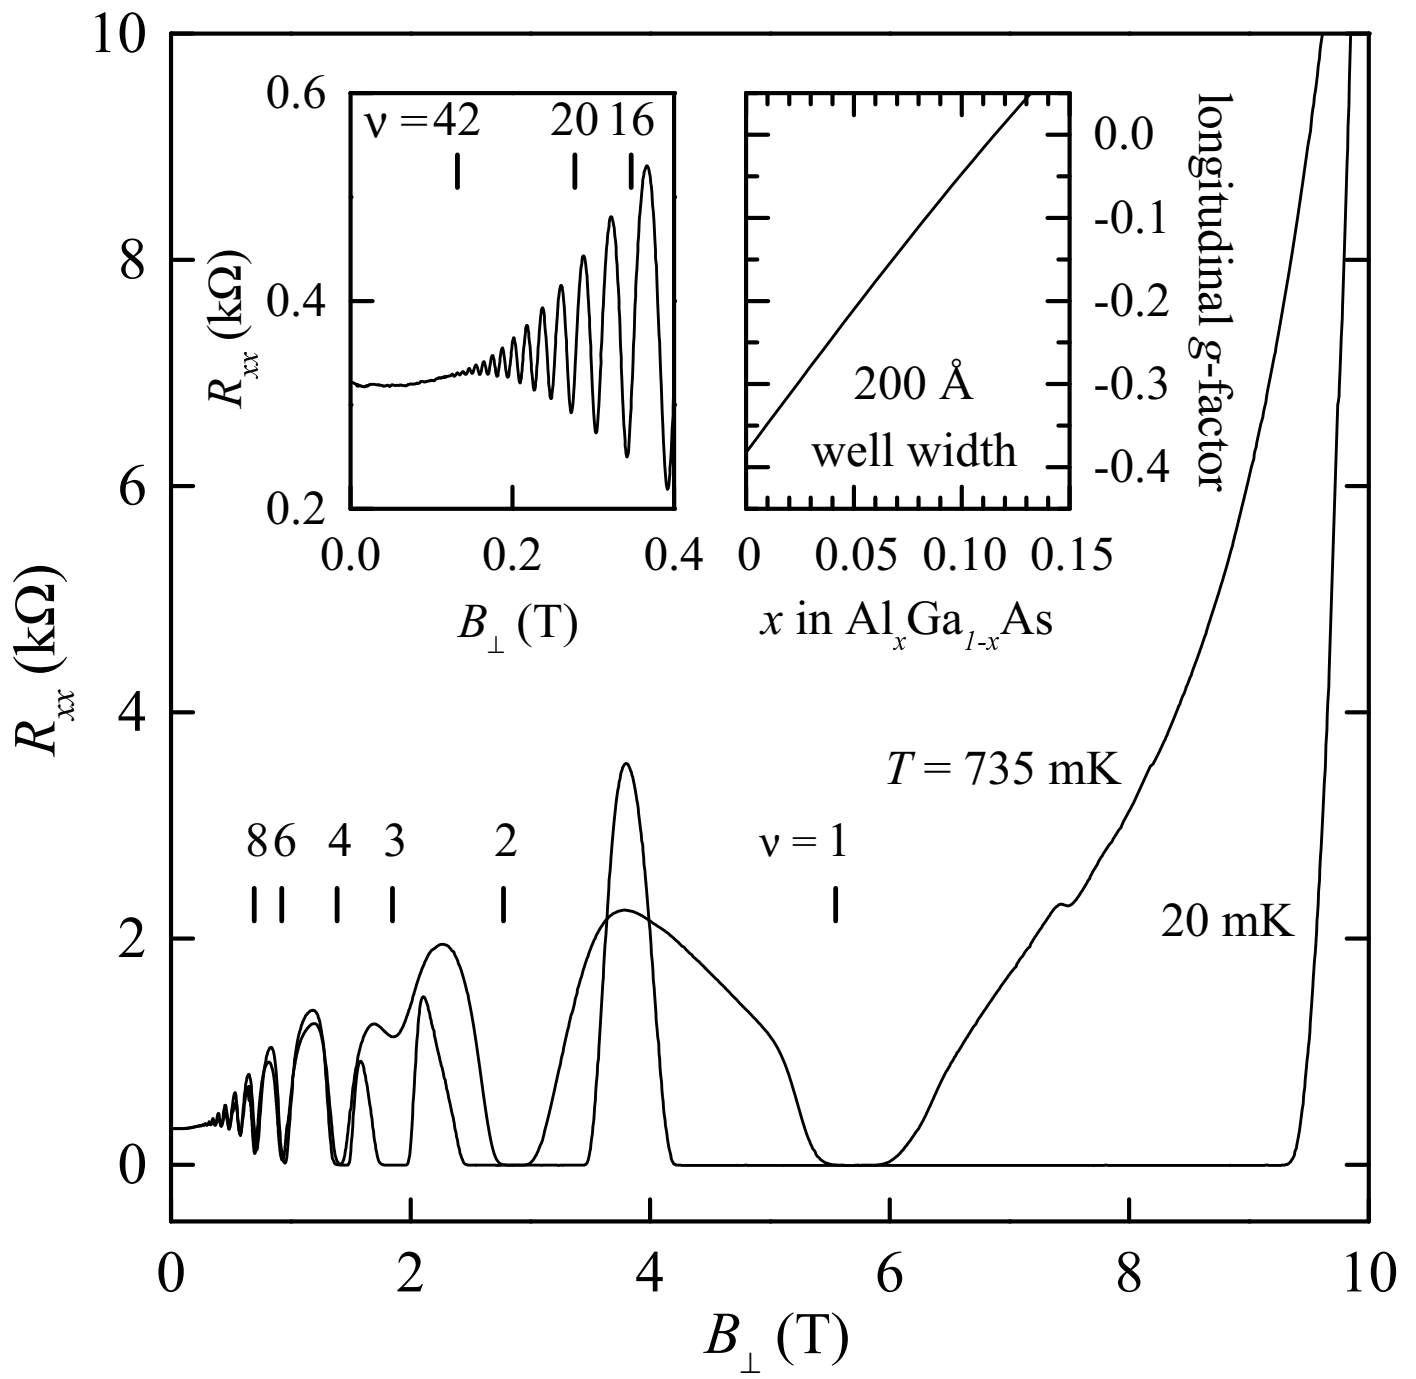 10
8
6
4
2
0
R_xx (kΩ)
0 2 4 6 8 10
B_⊥ (T)
0.6
0.4
0.2
R_xx (kΩ)
ν = 42 20 16
0.0 0.2 0.4
B_⊥ (T)
0.0
-0.1
-0.2
-0.3
-0.4
longitudinal g-factor
200 Å
well width
0 0.05 0.10 0.15
x in Al_xGa_{1-x}As
T = 735 mK
20 mK
8 6 4 3 2 ν = 1